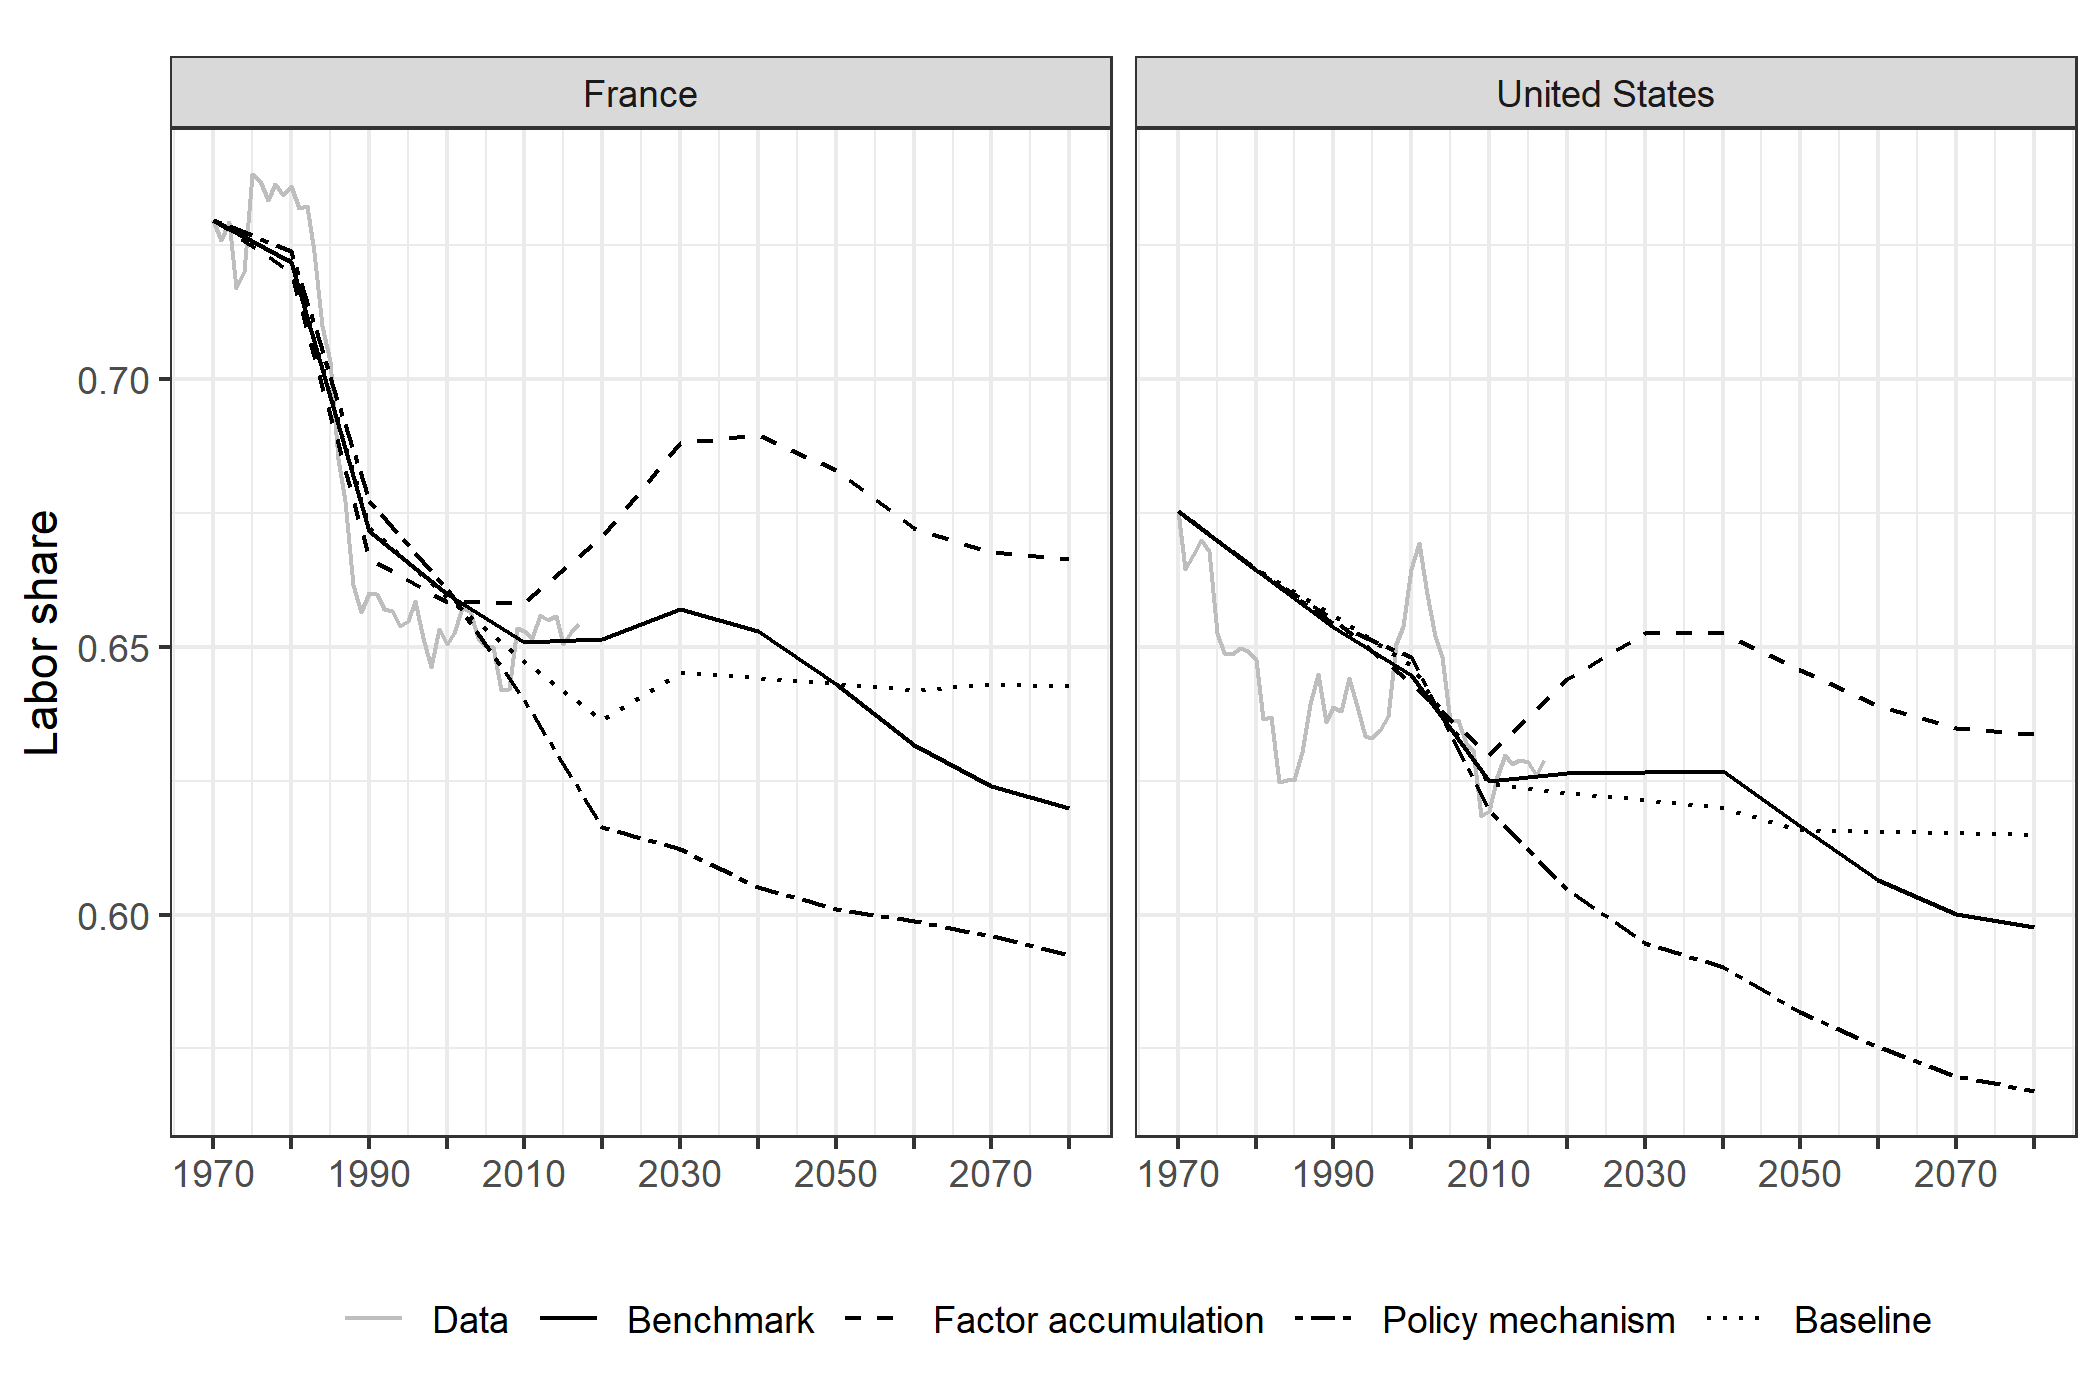 France
United States
Labor share
0.70
0.65
0.60
1970 1990 2010 2030 2050 2070
1970 1990 2010 2030 2050 2070
Data Benchmark Factor accumulation Policy mechanism Baseline